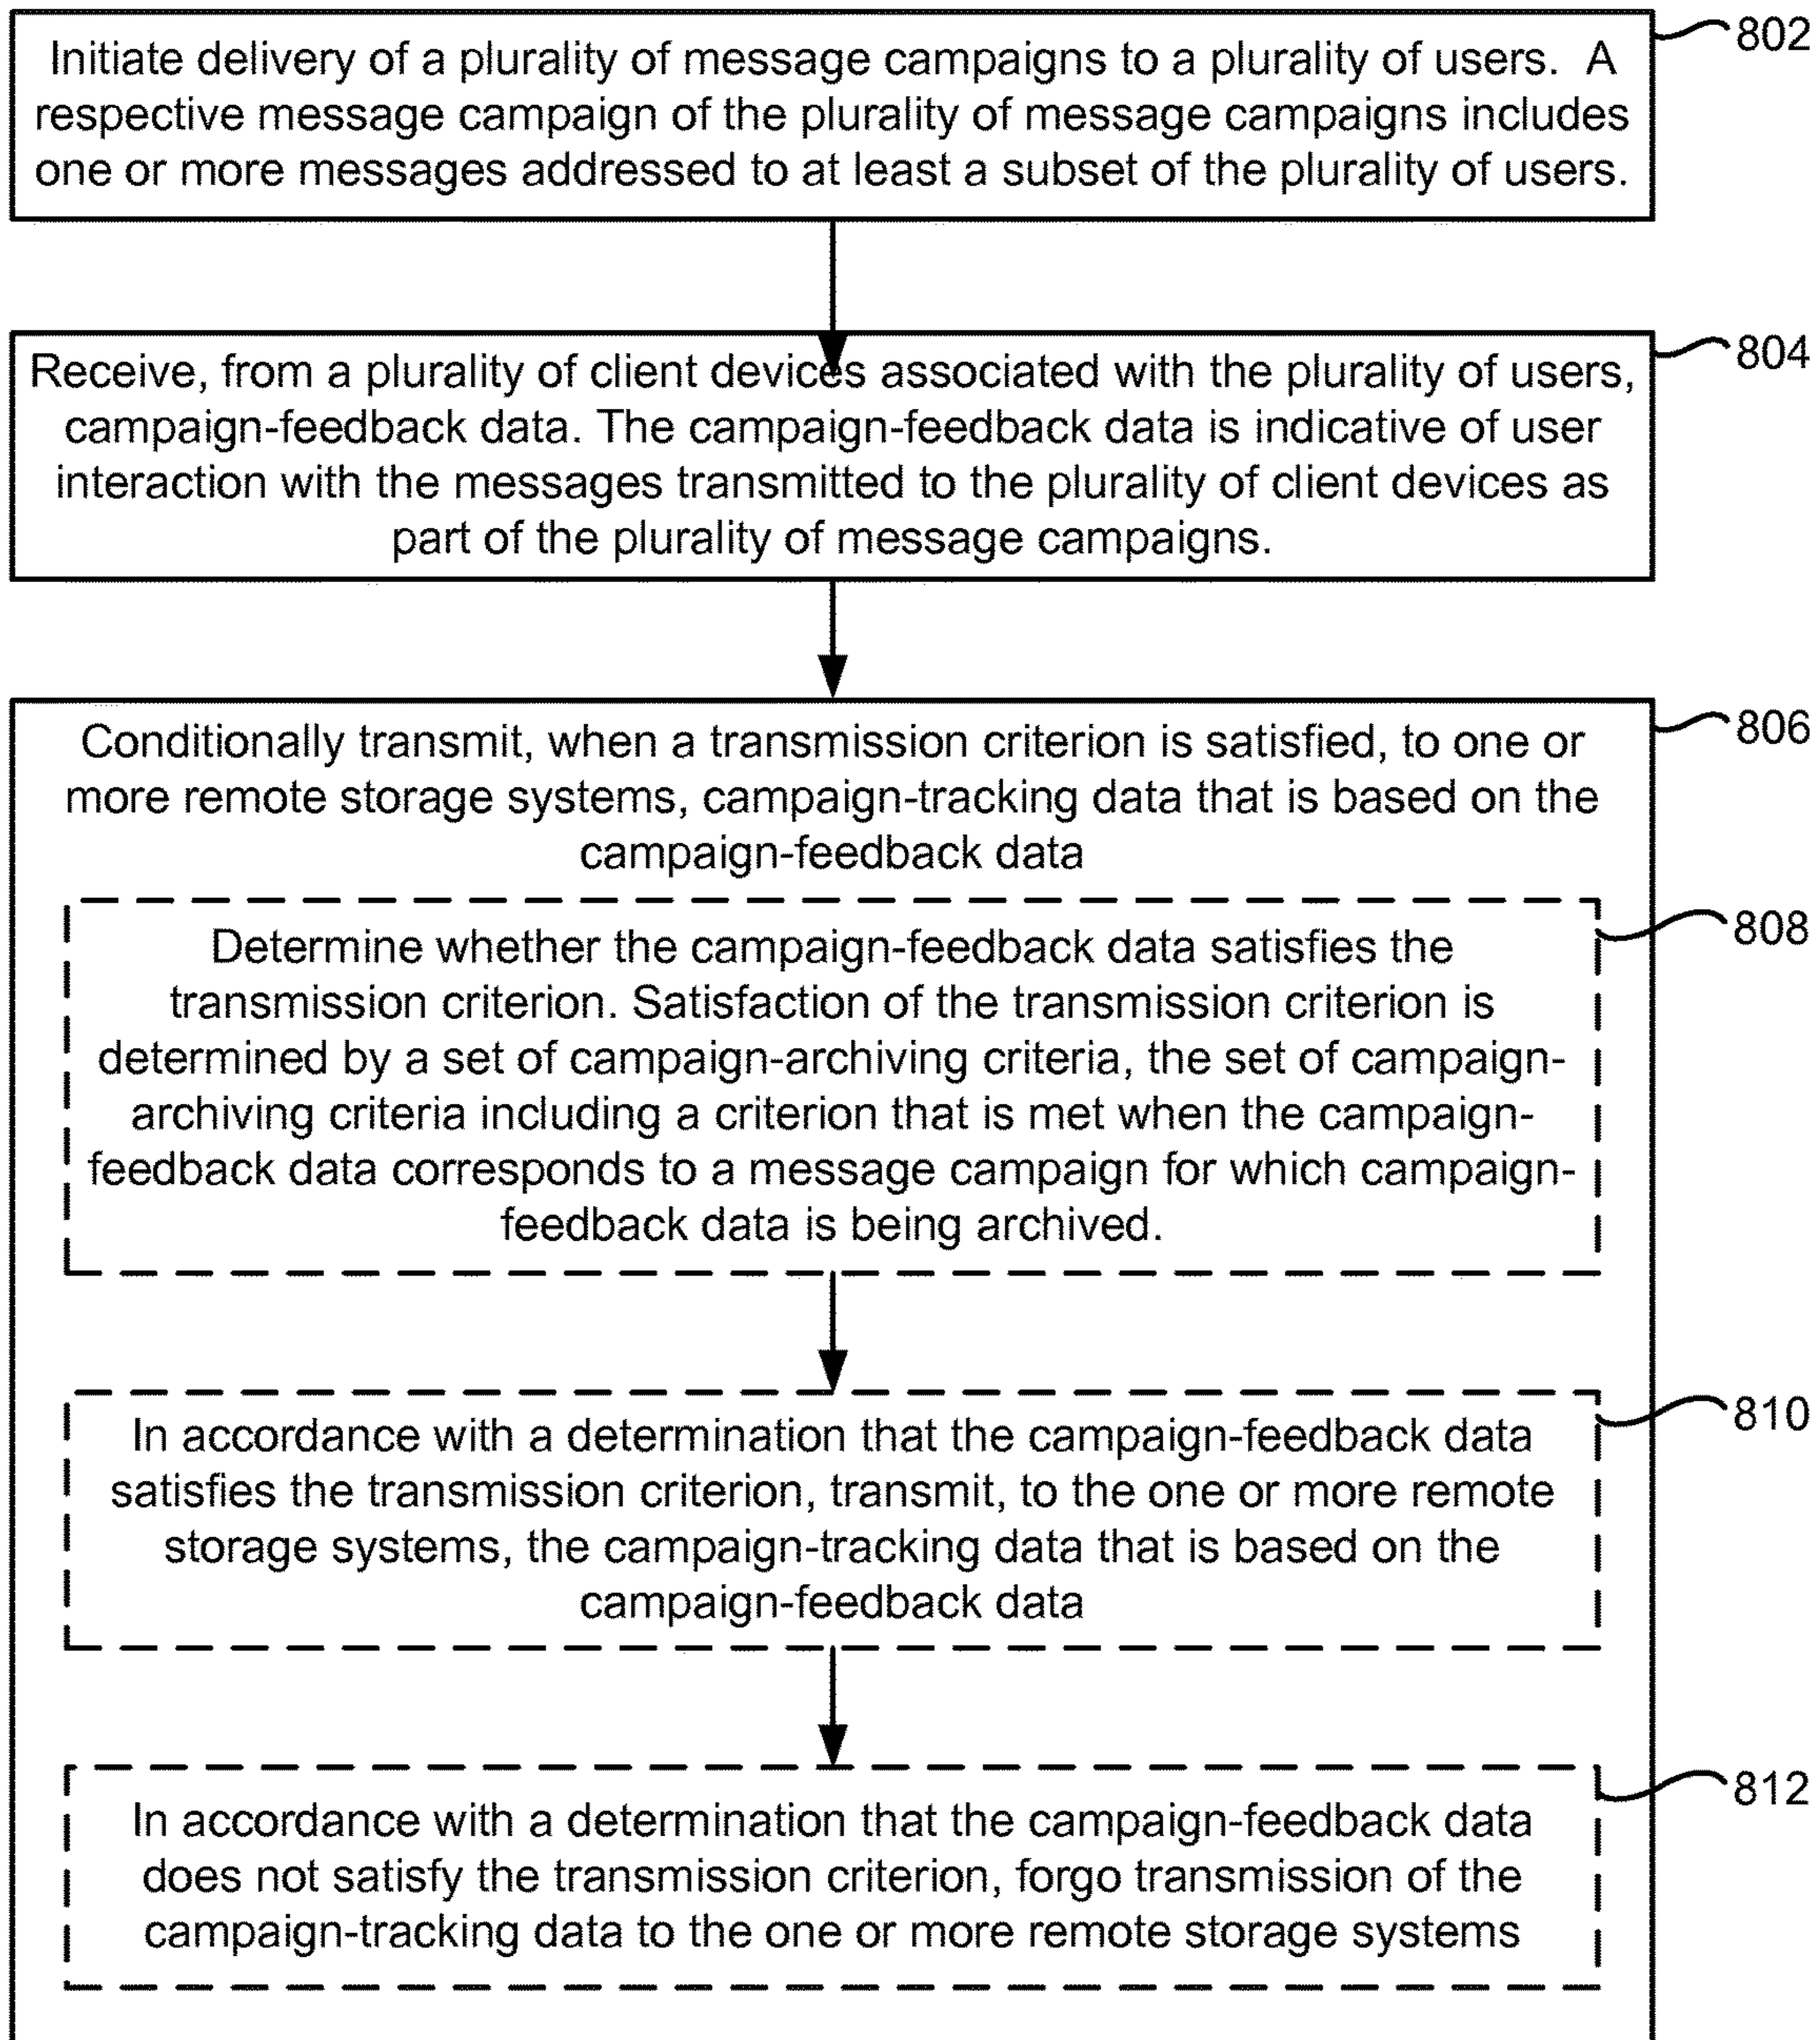 802
Initiate delivery of a plurality of message campaigns to a plurality of users. A
respective message campaign of the plurality of message campaigns includes
one or more messages addressed to at least a subset of the plurality of users.
804
Receive, from a plurality of client devices associated with the plurality of users,
campaign-feedback data. The campaign-feedback data is indicative of user
interaction with the messages transmitted to the plurality of client devices as
part of the plurality of message campaigns.
806
Conditionally transmit, when a transmission criterion is satisfied, to one or
more remote storage systems, campaign-tracking data that is based on the
campaign-feedback data
808
Determine whether the campaign-feedback data satisfies the
transmission criterion. Satisfaction of the transmission criterion is
determined by a set of campaign-archiving criteria, the set of campaign-
archiving criteria including a criterion that is met when the campaign-
feedback data corresponds to a message campaign for which campaign-
feedback data is being archived.
810
In accordance with a determination that the campaign-feedback data
satisfies the transmission criterion, transmit, to the one or more remote
storage systems, the campaign-tracking data that is based on the
campaign-feedback data
812
In accordance with a determination that the campaign-feedback data
does not satisfy the transmission criterion, forgo transmission of the
campaign-tracking data to the one or more remote storage systems